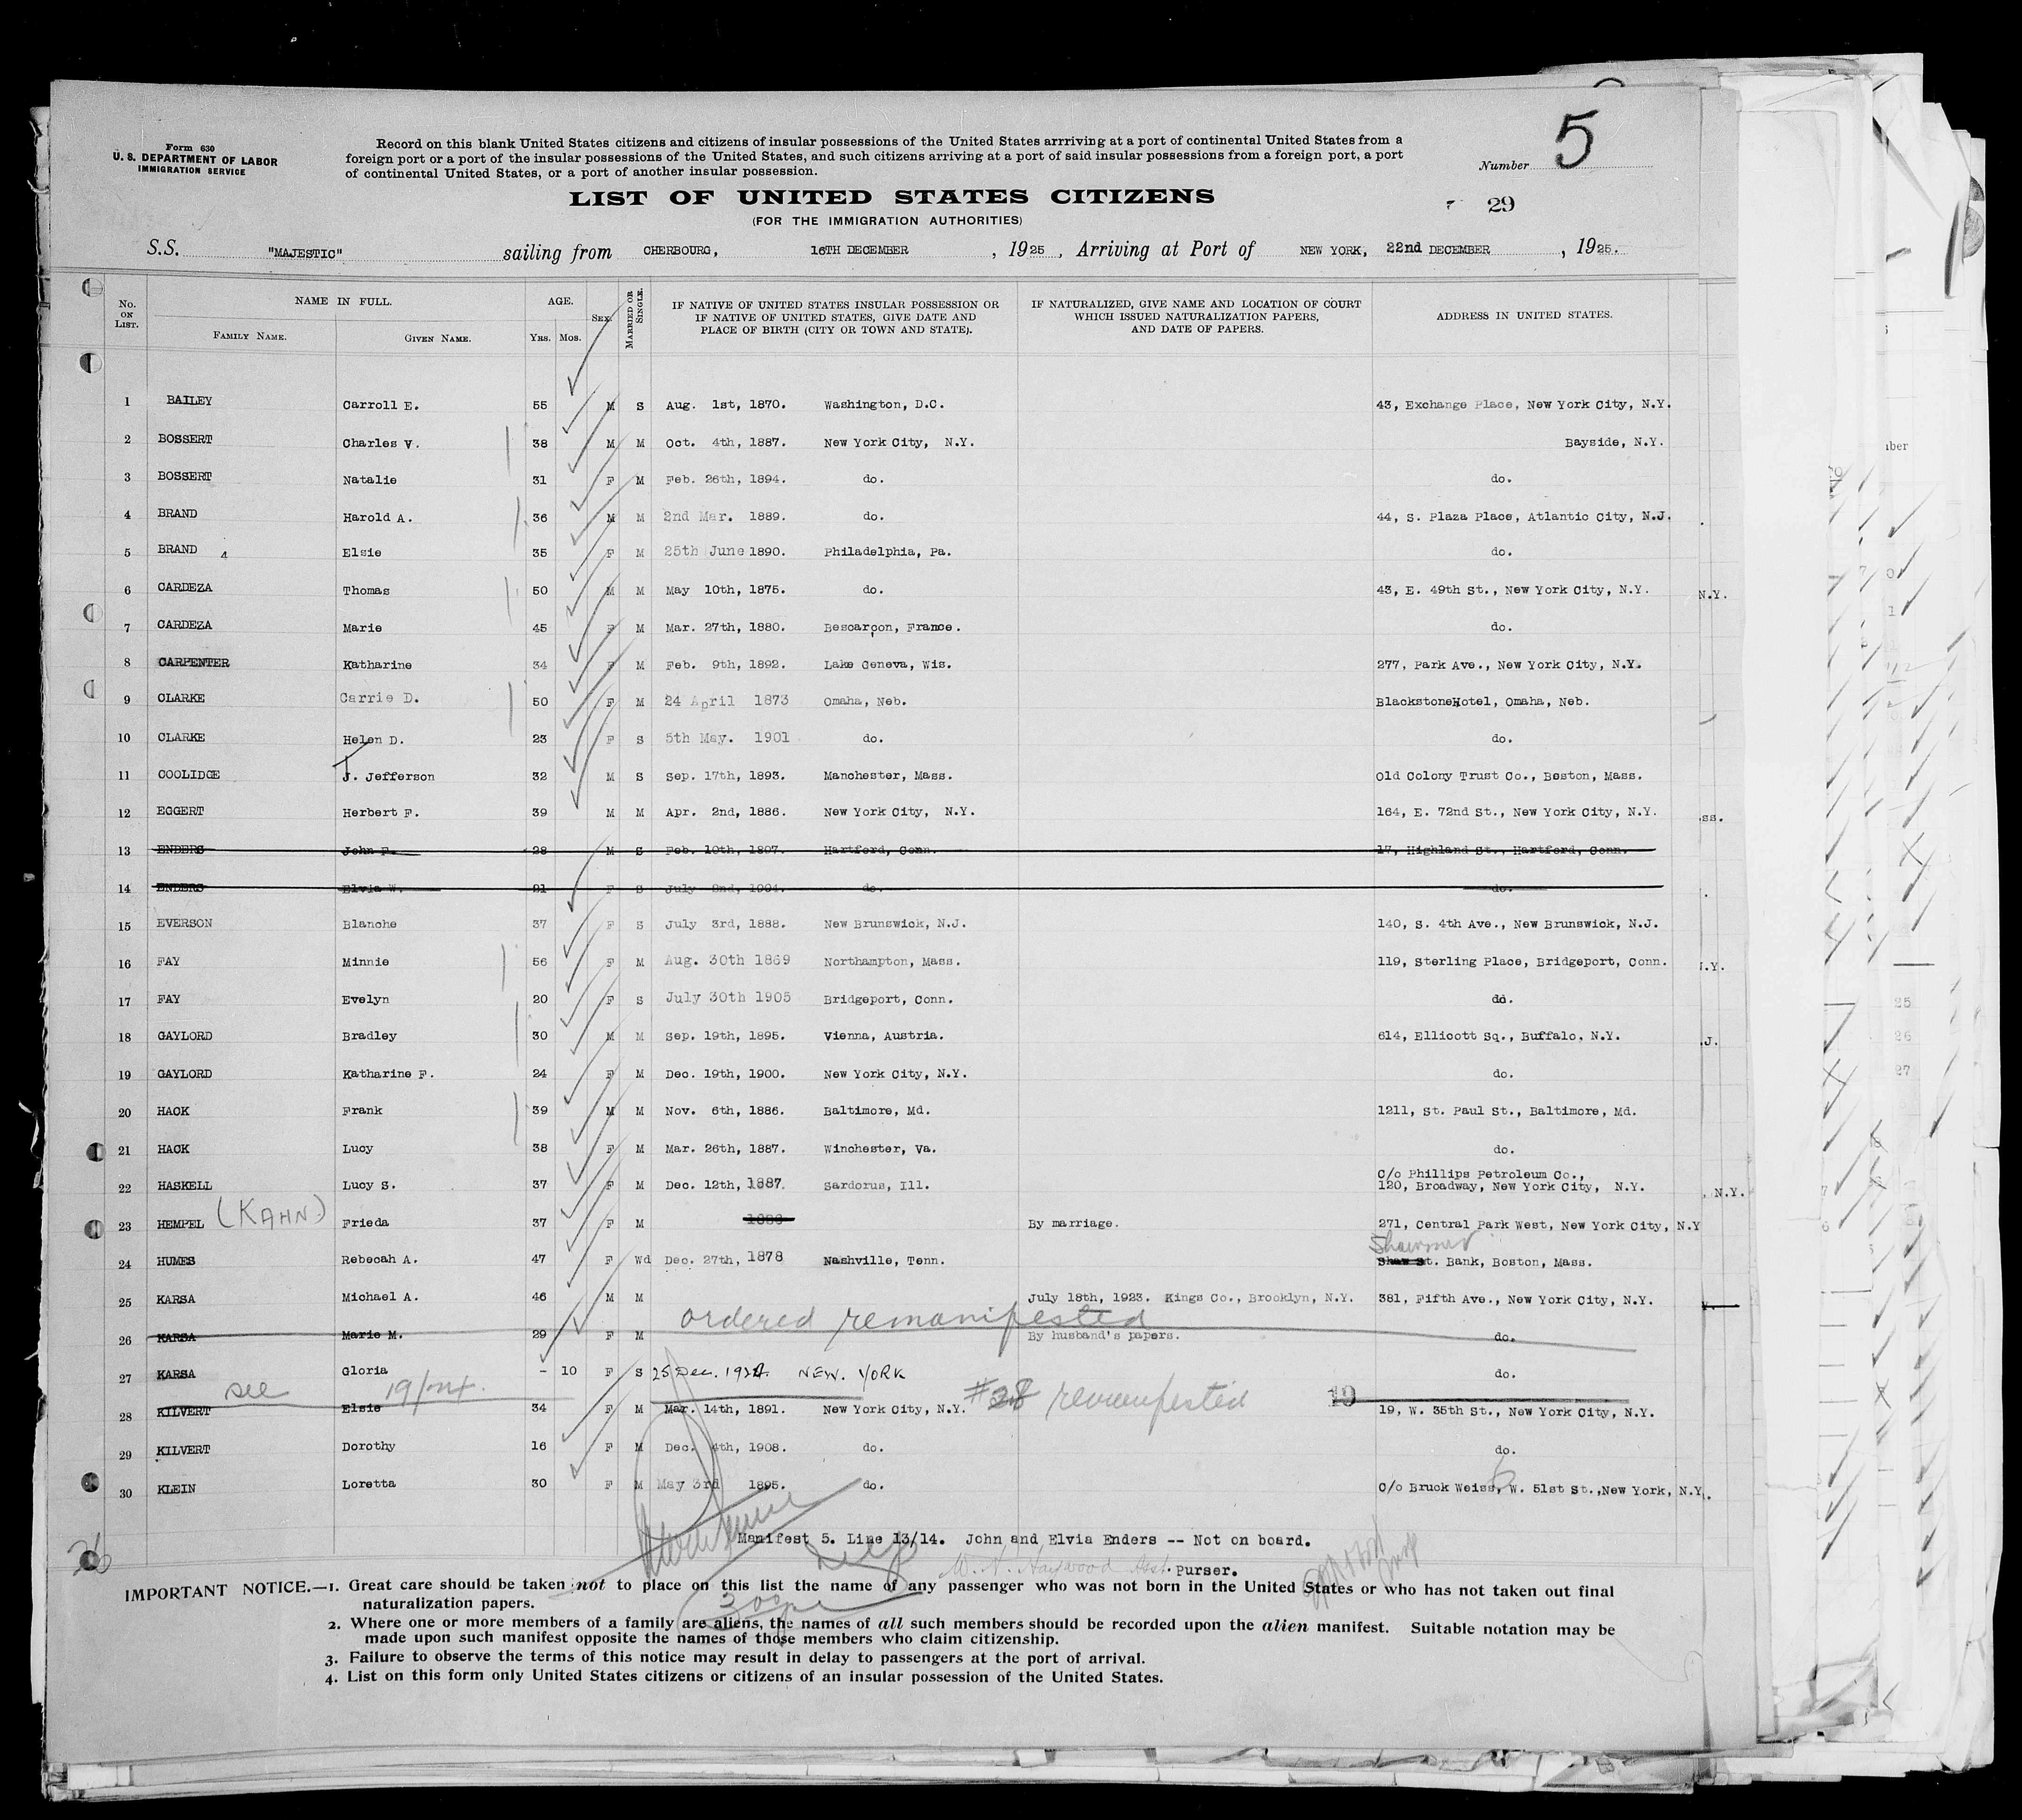 Form 630
U. S. DEPARTMENT OF LABOR
IMMIGRATION SERVICE
Record on this blank United States citizens and citizens of insular possessions of the United States arrriving at a port of continental United States from a
foreign port or a port of the insular possessions of the United States, and such citizens arriving at a port of said insular possessions from a foreign port, a port
of continental United States, or a port of another insular possession.
Number 5
LIST OF UNITED STATES CITIZENS
29
(FOR THE IMMIGRATION AUTHORITIES)
S.S. "MAJESTIC" sailing from CHERBOURG, 16TH DECEMBER , 1925 , Arriving at Port of NEW YORK, 22nd DECEMBER , 1925.
No. ON LIST. NAME IN FULL. FAMILY NAME. GIVEN NAME. AGE. YRS. MOS. SEX. MARRIED OR SINGLE. IF NATIVE OF UNITED STATES INSULAR POSSESSION OR IF NATIVE OF UNITED STATES, GIVE DATE AND PLACE OF BIRTH (CITY OR TOWN AND STATE). IF NATURALIZED, GIVE NAME AND LOCATION OF COURT WHICH ISSUED NATURALIZATION PAPERS, AND DATE OF PAPERS. ADDRESS IN UNITED STATES.
1 BAILEY Carroll E. 55 M S Aug. 1st, 1870. Washington, D.C. 43, Exchange Place, New York City, N.Y.
2 BOSSERT Charles V. 38 M M Oct. 4th, 1887. New York City, N.Y. Bayside, N.Y.
3 BOSSERT Natalie 31 F M Feb. 26th, 1894. do. do.
4 BRAND Harold A. 36 M M 2nd Mar. 1889. do. 44, S. Plaza Place, Atlantic City, N.J.
5 BRAND 4 Elsie 35 F M 25th June 1890. Philadelphia, Pa. do.
6 CARDEZA Thomas 50 M M May 10th, 1875. do. 43, E. 49th St., New York City, N.Y.
7 CARDEZA Marie 45 F M Mar. 27th, 1880. Bescarçon, France. do.
8 CARPENTER Katharine 34 F M Feb. 9th, 1892. Lake Geneva, Wis. 277, Park Ave., New York City, N.Y.
9 CLARKE Carrie D. 50 F M 24 April 1873 Omaha, Neb. BlackstoneHotel, Omaha, Neb.
10 CLARKE Helen D. 23 F S 5th May. 1901 do. do.
11 COOLIDGE J. Jefferson 32 M S Sep. 17th, 1893. Manchester, Mass. Old Colony Trust Co., Boston, Mass.
12 EGGERT Herbert F. 39 M M Apr. 2nd, 1886. New York City, N.Y. 164, E. 72nd St., New York City, N.Y.
13 ENDERS John F. 28 M S Feb. 10th, 1897. Hartford, Conn. 17, Highland St., Hartford, Conn.
14 ENDERS Elvia W. 21 F S July 2nd, 1904. do. do.
15 EVERSON Blanche 37 F S July 3rd, 1888. New Brunswick, N.J. 140, S. 4th Ave., New Brunswick, N.J.
16 FAY Minnie 56 F M Aug. 30th 1869 Northampton, Mass. 119, Sterling Place, Bridgeport, Conn.
17 FAY Evelyn 20 F S July 30th 1905 Bridgeport, Conn. dd.
18 GAYLORD Bradley 30 M M Sep. 19th, 1895. Vienna, Austria. 614, Ellicott Sq., Buffalo, N.Y.
19 GAYLORD Katharine F. 24 F M Dec. 19th, 1900. New York City, N.Y. do.
20 HACK Frank 39 M M Nov. 6th, 1886. Baltimore, Md. 1211, St. Paul St., Baltimore, Md.
21 HACK Lucy 38 F M Mar. 26th, 1887. Winchester, Va. do.
22 HASKELL Lucy S. 37 F M Dec. 12th, 1887. Sardorus, Ill. C/o Phillips Petroleum Co., 120, Broadway, New York City, N.Y.
23 HEMPEL (KAHN) Frieda 37 F M 1888 By marriage. 271, Central Park West, New York City, N.Y
24 HUMES Rebecah A. 47 F Wd Dec. 27th, 1878 Nashville, Tenn. Shawmut Shaw St. Bank, Boston, Mass.
25 KARSA Michael A. 46 M M July 18th, 1923. Kings Co., Brooklyn, N.Y. 381, Fifth Ave., New York City, N.Y.
ordered remanifested
26 KARSA Marie M. 29 F M By husband's papers. do.
27 KARSA Gloria - 10 F S 25 Dec. 1924 NEW. YORK do.
see 19/24. #28 remanifested 19
28 KILVERT Elsie 34 F M Mar. 14th, 1891. New York City, N.Y. 19, W. 35th St., New York City, N.Y.
29 KILVERT Dorothy 16 F M Dec. 4th, 1908. do. do.
30 KLEIN Loretta 30 F M May 3rd 1895. do. C/o Bruck Weiss, W. 51st St.,New York, N.Y.
Manifest 5. Line 13/14. John and Elvia Enders -- Not on board.
26
W. A. Haywood Asst. Purser.
IMPORTANT NOTICE.—1. Great care should be taken not to place on this list the name of any passenger who was not born in the United States or who has not taken out final
naturalization papers.
2. Where one or more members of a family are aliens, the names of all such members should be recorded upon the alien manifest. Suitable notation may be
made upon such manifest opposite the names of those members who claim citizenship.
3. Failure to observe the terms of this notice may result in delay to passengers at the port of arrival.
4. List on this form only United States citizens or citizens of an insular possession of the United States.